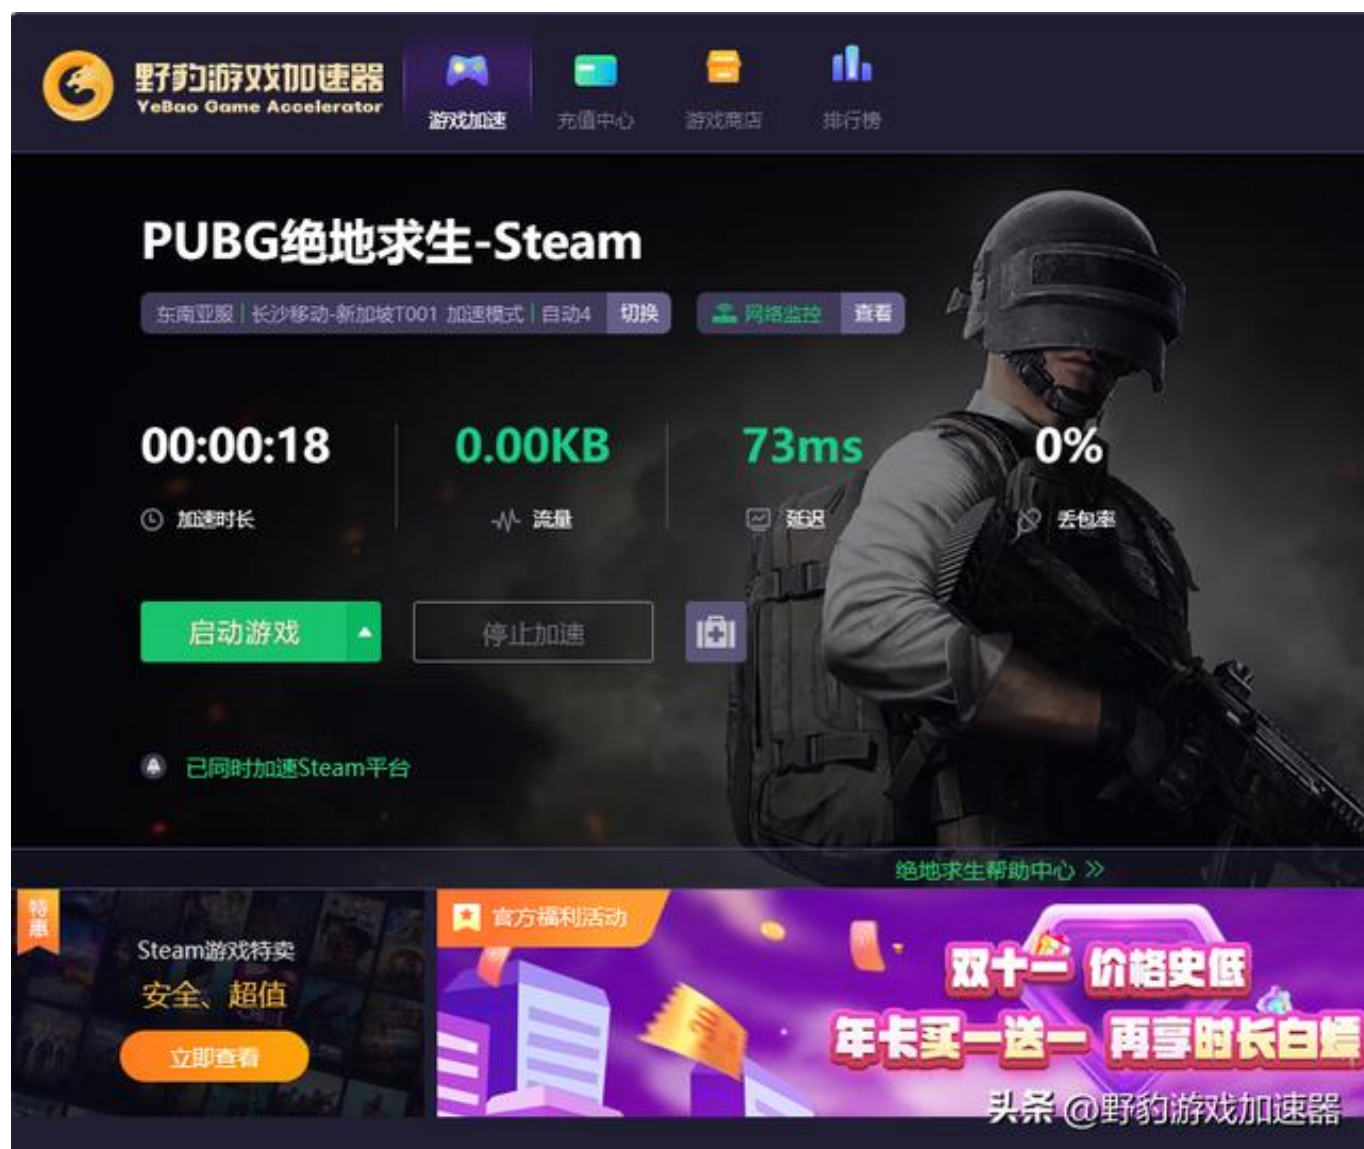 野豹游戏加速器
YeBao Game Accelerator
游戏加速
充值中心
游戏商店
排行榜
PUBG绝地求生-Steam
东南亚服 | 长沙移动-新加坡T001 加速模式 | 自动4 切换
网络监控 查看
00:00:18
0.00KB
73ms
0%
加速时长
流量
延迟
丢包率
启动游戏
停止加速
已同时加速Steam平台
绝地求生帮助中心 >>
特惠
Steam游戏特卖
安全、超值
立即查看
官方福利活动
双十一 价格史低
年卡买一送一 再享时长白嫖
头条 @野豹游戏加速器